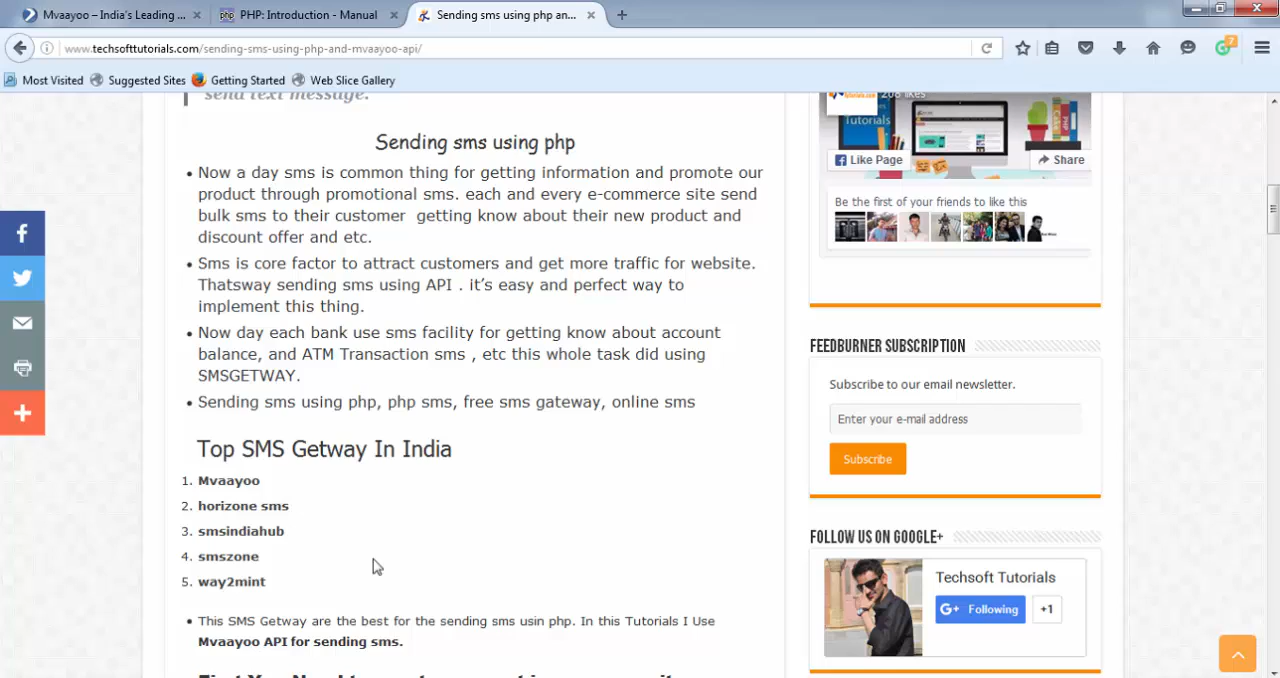 Mvaayoo – India's Leading ...
PHP: Introduction - Manual
Sending sms using php an...
www.techsofttutorials.com/sending-sms-using-php-and-mvaayoo-api/
7
Most Visited
Suggested Sites
Getting Started
Web Slice Gallery
send text message.
Sending sms using php
• Now a day sms is common thing for getting information and promote our
product through promotional sms. each and every e-commerce site send
bulk sms to their customer getting know about their new product and
discount offer and etc.
• Sms is core factor to attract customers and get more traffic for website.
Thatsway sending sms using API . it's easy and perfect way to
implement this thing.
• Now day each bank use sms facility for getting know about account
balance, and ATM Transaction sms , etc this whole task did using
SMSGETWAY.
• Sending sms using php, php sms, free sms gateway, online sms
Top SMS Getway In India
1. Mvaayoo
2. horizone sms
3. smsindiahub
4. smszone
5. way2mint
• This SMS Getway are the best for the sending sms usin php. In this Tutorials I Use
Mvaayoo API for sending sms.
208 likes
Tutorials
Like Page
Share
Be the first of your friends to like this
FEEDBURNER SUBSCRIPTION
Subscribe to our email newsletter.
Enter your e-mail address
Subscribe
FOLLOW US ON GOOGLE+
Techsoft Tutorials
G+ Following
+1